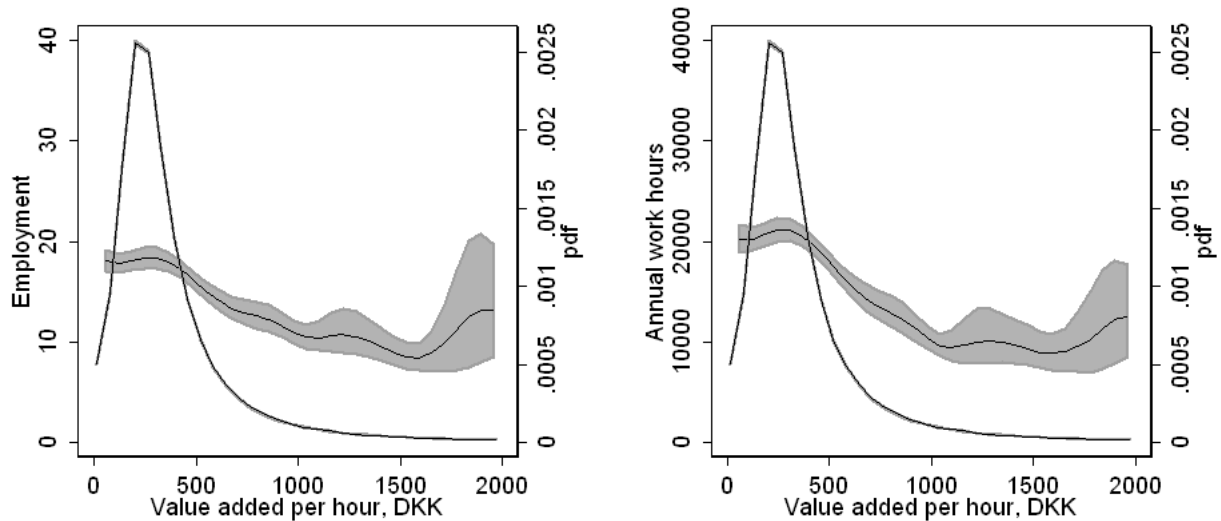 Employment
40
30
20
10
0
.0025
.002
.0015
.001
.0005
0
pdf
0 500 1000 1500 2000
Value added per hour, DKK
Annual work hours
40000
30000
20000
10000
0
.0025
.002
.0015
.001
.0005
0
pdf
0 500 1000 1500 2000
Value added per hour, DKK